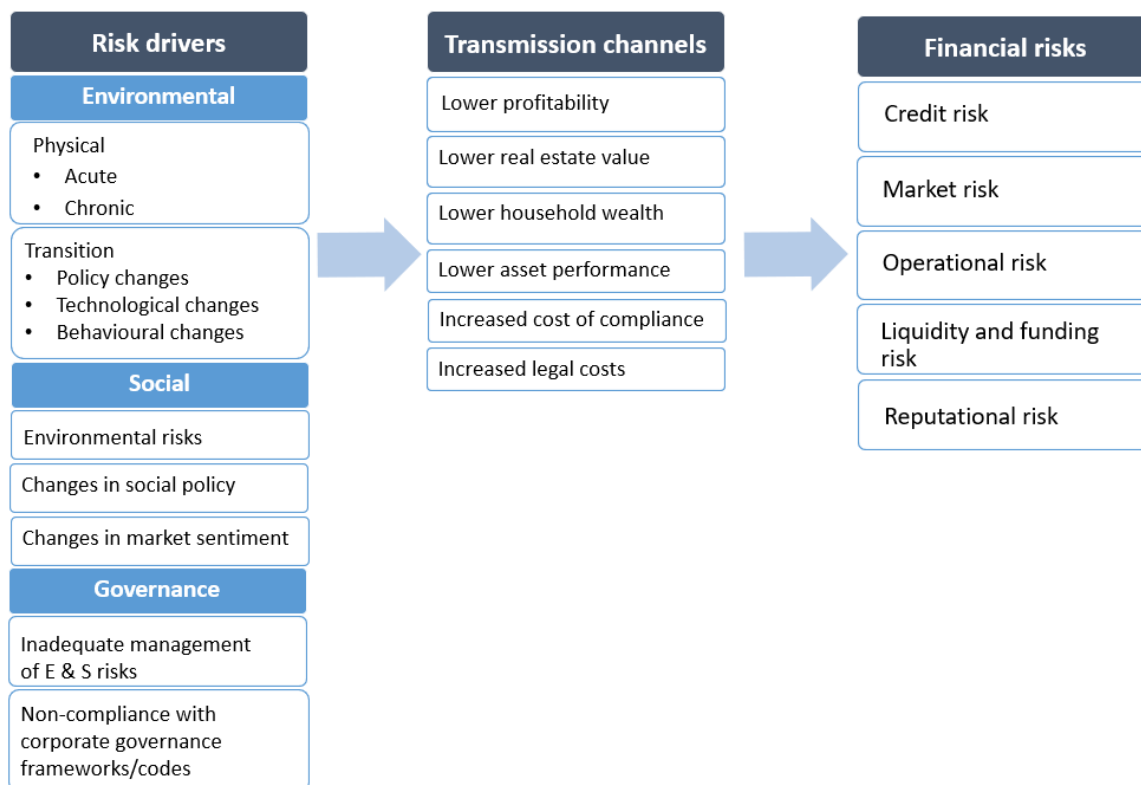 Risk drivers
Environmental
Physical
• Acute
• Chronic
Transition
• Policy changes
• Technological changes
• Behavioural changes
Social
Environmental risks
Changes in social policy
Changes in market sentiment
Governance
Inadequate management
of E & S risks
Non-compliance with
corporate governance
frameworks/codes
Transmission channels
Lower profitability
Lower real estate value
Lower household wealth
Lower asset performance
Increased cost of compliance
Increased legal costs
Financial risks
Credit risk
Market risk
Operational risk
Liquidity and funding
risk
Reputational risk